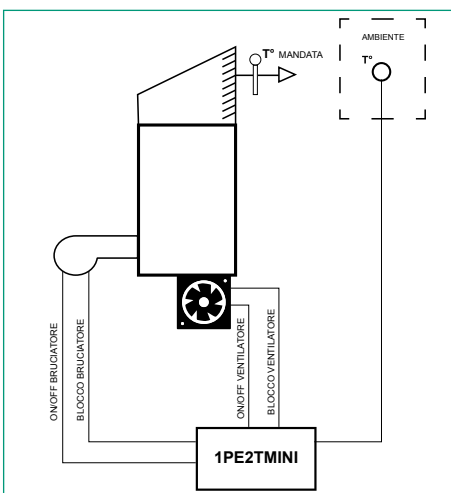 AMBIENTE
T° MANDATA
T°
ON/OFF BRUCIATORE
BLOCCO BRUCIATORE
ON/OFF VENTILATORE
BLOCCO VENTILATORE
1PE2TMINI